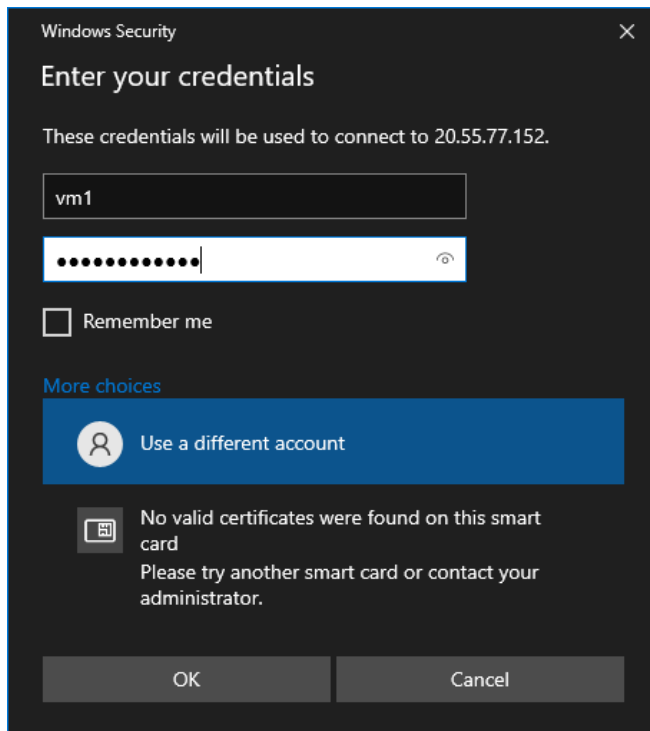 Windows Security
Enter your credentials
These credentials will be used to connect to 20.55.77.152.
vm1
••••••••••••
Remember me
More choices
Use a different account
No valid certificates were found on this smart
card
Please try another smart card or contact your
administrator.
OK
Cancel